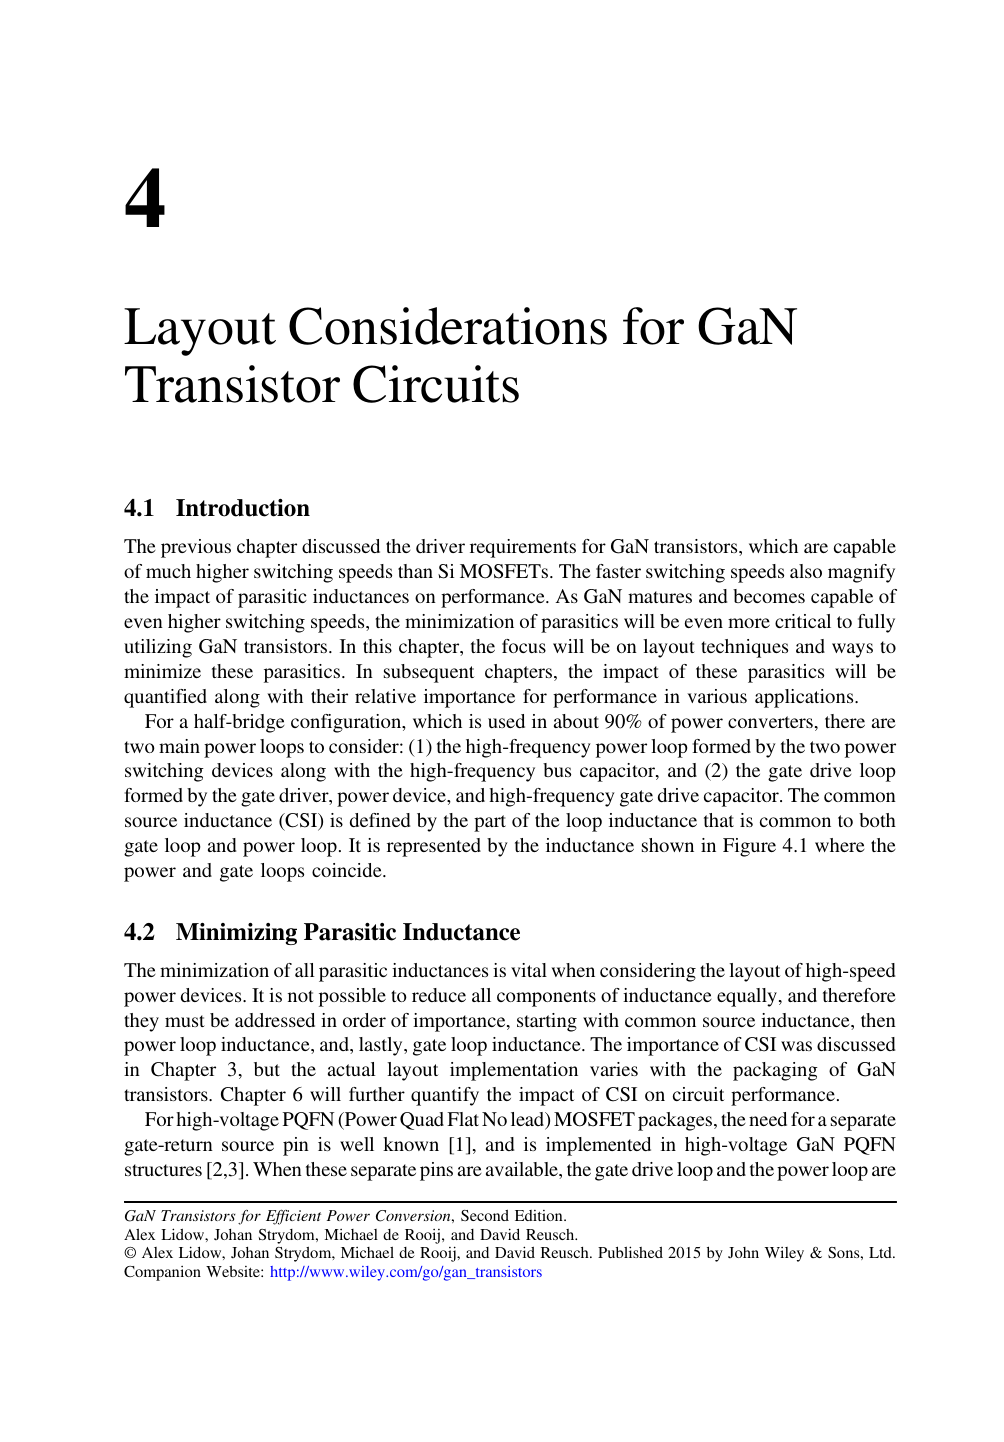 4
Layout Considerations for GaN
Transistor Circuits
4.1 Introduction
The previous chapter discussed the driver requirements for GaN transistors, which are capable
of much higher switching speeds than Si MOSFETs. The faster switching speeds also magnify
the impact of parasitic inductances on performance. As GaN matures and becomes capable of
even higher switching speeds, the minimization of parasitics will be even more critical to fully
utilizing GaN transistors. In this chapter, the focus will be on layout techniques and ways to
minimize these parasitics. In subsequent chapters, the impact of these parasitics will be
quantified along with their relative importance for performance in various applications.
For a half-bridge configuration, which is used in about 90% of power converters, there are
two main power loops to consider: (1) the high-frequency power loop formed by the two power
switching devices along with the high-frequency bus capacitor, and (2) the gate drive loop
formed by the gate driver, power device, and high-frequency gate drive capacitor. The common
source inductance (CSI) is defined by the part of the loop inductance that is common to both
gate loop and power loop. It is represented by the inductance shown in Figure 4.1 where the
power and gate loops coincide.
4.2 Minimizing Parasitic Inductance
The minimization of all parasitic inductances is vital when considering the layout of high-speed
power devices. It is not possible to reduce all components of inductance equally, and therefore
they must be addressed in order of importance, starting with common source inductance, then
power loop inductance, and, lastly, gate loop inductance. The importance of CSI was discussed
in Chapter 3, but the actual layout implementation varies with the packaging of GaN
transistors. Chapter 6 will further quantify the impact of CSI on circuit performance.
For high-voltage PQFN (Power Quad Flat No lead) MOSFET packages, the need for a separate
gate-return source pin is well known [1], and is implemented in high-voltage GaN PQFN
structures [2,3]. When these separate pins are available, the gate drive loop and the power loop are
GaN Transistors for Efficient Power Conversion, Second Edition.
Alex Lidow, Johan Strydom, Michael de Rooij, and David Reusch.
© Alex Lidow, Johan Strydom, Michael de Rooij, and David Reusch. Published 2015 by John Wiley & Sons, Ltd.
Companion Website: http://www.wiley.com/go/gan_transistors